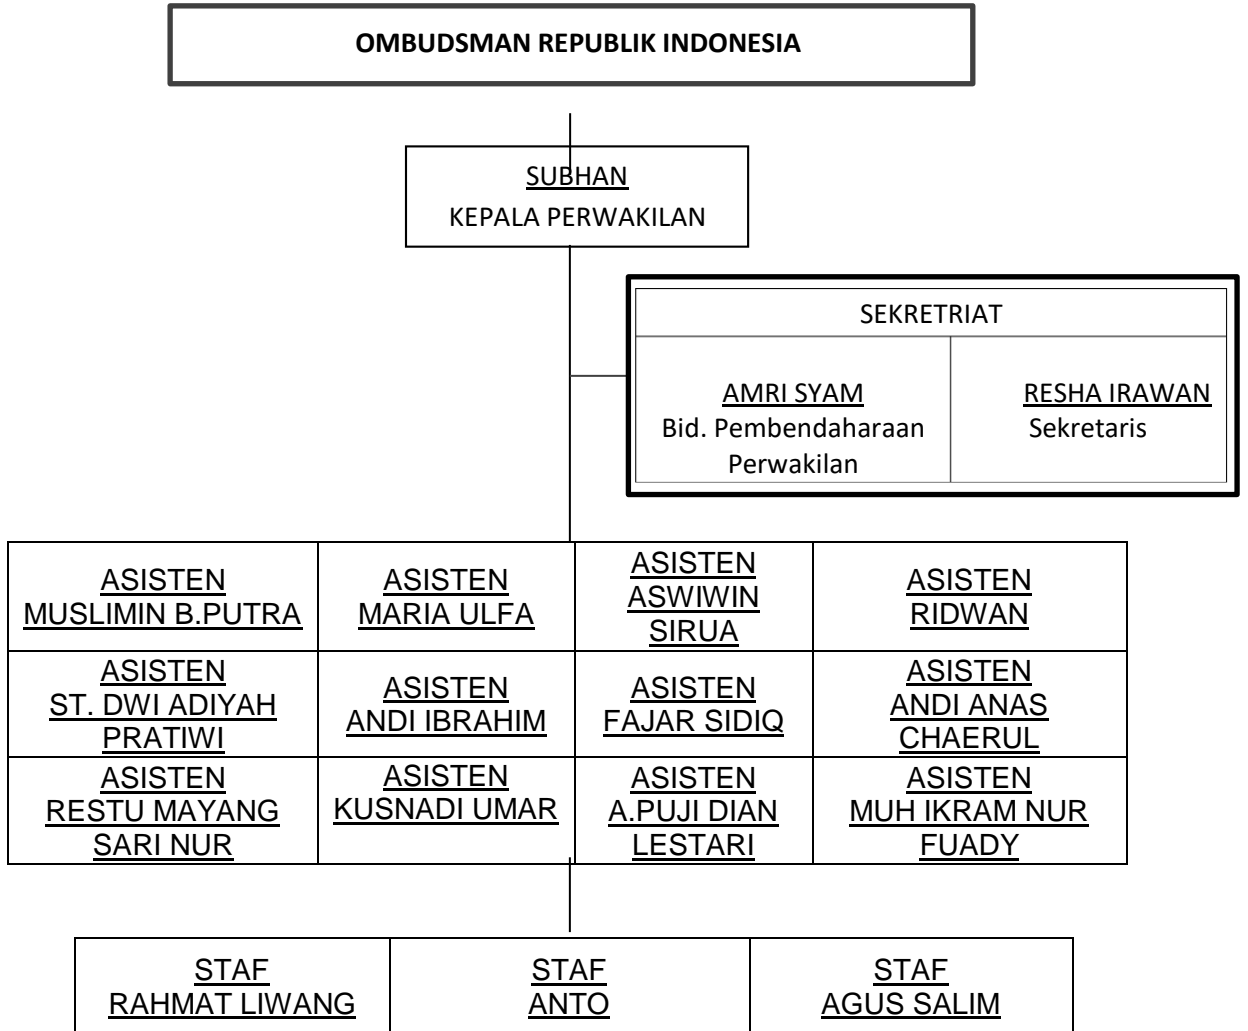 OMBUDSMAN REPUBLIK INDONESIA
SUBHAN
KEPALA PERWAKILAN
SEKRETRIAT
AMRI SYAM
Bid. Pembendaharaan
Perwakilan
RESHA IRAWAN
Sekretaris
ASISTEN
MUSLIMIN B.PUTRA
ASISTEN
MARIA ULFA
ASISTEN
ASWIWIN
SIRUA
ASISTEN
RIDWAN
ASISTEN
ST. DWI ADIYAH
PRATIWI
ASISTEN
ANDI IBRAHIM
ASISTEN
FAJAR SIDIQ
ASISTEN
ANDI ANAS
CHAERUL
ASISTEN
RESTU MAYANG
SARI NUR
ASISTEN
KUSNADI UMAR
ASISTEN
A.PUJI DIAN
LESTARI
ASISTEN
MUH IKRAM NUR
FUADY
STAF
RAHMAT LIWANG
STAF
ANTO
STAF
AGUS SALIM